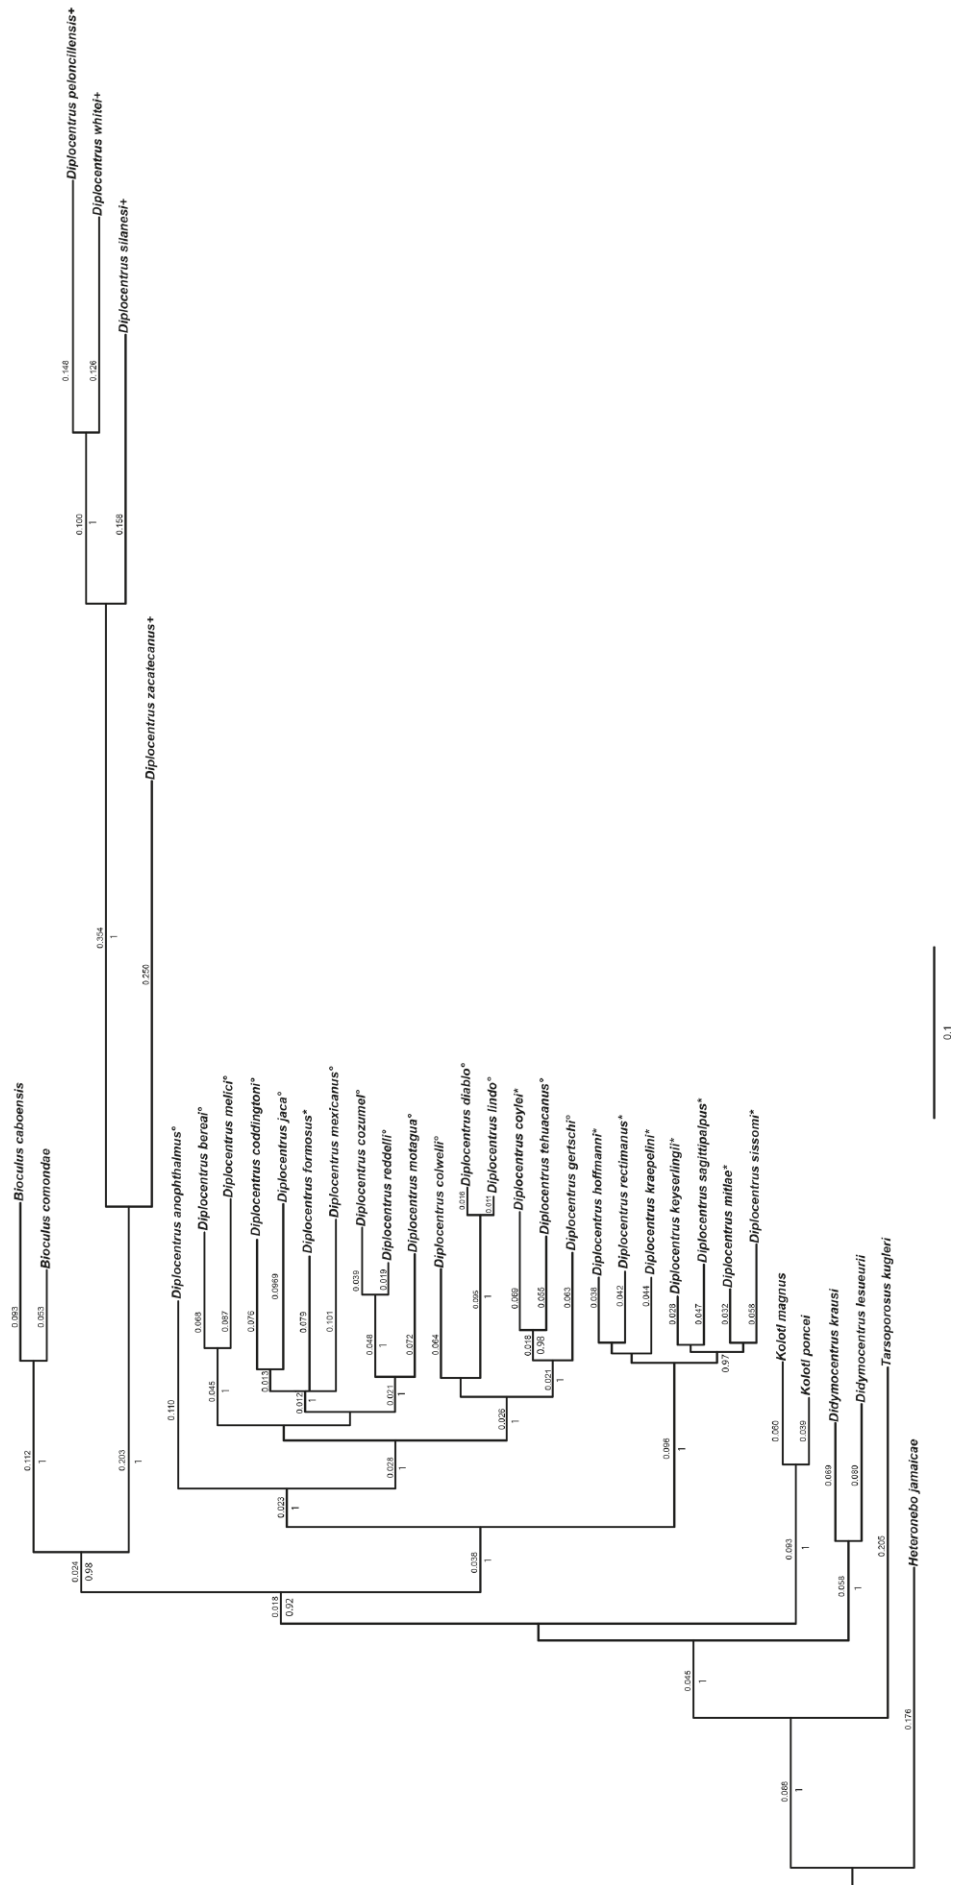 Diplocentrus peloncillensis+
Diplocentrus whitei+
Diplocentrus silanesi+
0.148
0.126
0.100
1
0.158
Diplocentrus zacatecanus+
0.354
1
0.250
Bioculus caboensis
Bioculus comondae
0.093
0.053
0.112
1
0.203
1
0.024
0.98
Diplocentrus anophthalmus°
0.110
Diplocentrus bereai°
Diplocentrus melici°
0.068
0.087
0.045
1
Diplocentrus coddingtoni°
Diplocentrus jaca°
0.076
0.0969
0.013
Diplocentrus formosus*
0.079
Diplocentrus mexicanus°
0.101
0.012
1
Diplocentrus cozumel°
Diplocentrus reddelli°
Diplocentrus motagua°
0.039
0.019
0.048
1
0.072
0.021
1
Diplocentrus colwelli°
0.064
Diplocentrus diablo°
Diplocentrus lindo°
0.016
0.011
0.095
1
Diplocentrus coylei*
Diplocentrus tehuacanus°
Diplocentrus gertschi°
0.069
0.055
0.063
0.018
0.98
0.021
1
0.026
1
0.028
1
0.023
1
Diplocentrus hoffmanni*
Diplocentrus rectimanus*
Diplocentrus kraepelini*
0.038
0.042
0.044
Diplocentrus keyserlingii*
Diplocentrus sagittipalpus*
Diplocentrus mitlae*
Diplocentrus sissomi*
0.028
0.047
0.032
0.058
0.97
0.096
1
0.038
1
0.018
0.92
Kolotl magnus
Kolotl poncei
0.060
0.039
0.093
1
Didymocentrus krausi
Didymocentrus lesueurii
0.069
0.080
0.058
1
0.045
1
Tarsoporosus kugleri
0.205
0.088
1
Heteronebo jamaicae
0.176
0.1